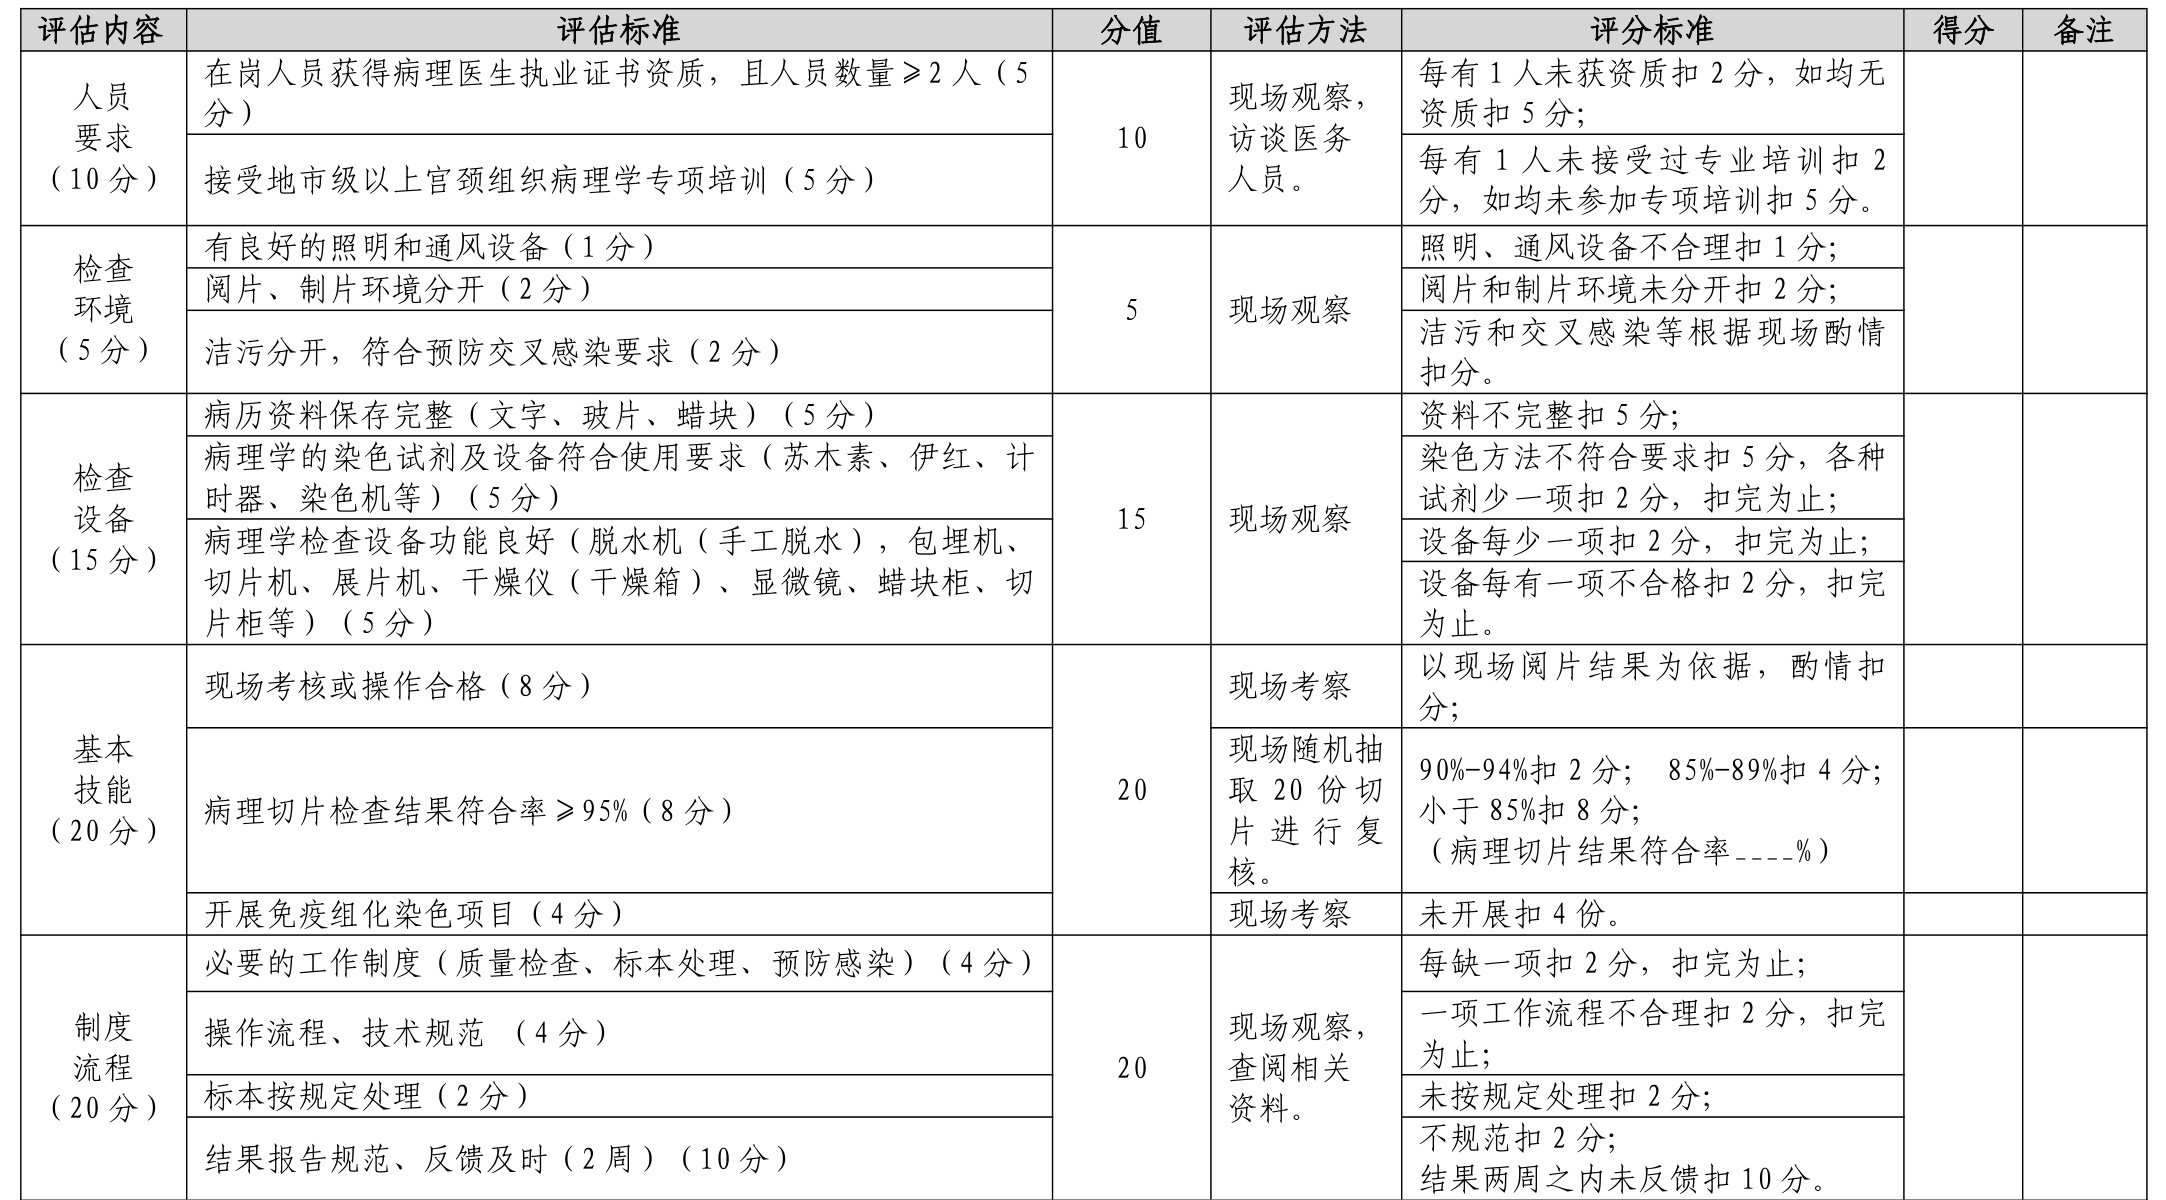 评估内容 评估标准 分值 评估方法 评分标准 得分 备注
人员
要求
（10分）
在岗人员获得病理医生执业证书资质，且人员数量≥2人（5
分）
接受地市级以上宫颈组织病理学专项培训（5分）
10
现场观察，
访谈医务
人员。
每有1人未获资质扣2分，如均无
资质扣5分；
每有1人未接受过专业培训扣2
分，如均未参加专项培训扣5分。
检查
环境
（5分）
有良好的照明和通风设备（1分）
阅片、制片环境分开（2分）
洁污分开，符合预防交叉感染要求（2分）
5
现场观察
照明、通风设备不合理扣1分；
阅片和制片环境未分开扣2分；
洁污和交叉感染等根据现场酌情
扣分。
检查
设备
（15分）
病历资料保存完整（文字、玻片、蜡块）（5分）
病理学的染色试剂及设备符合使用要求（苏木素、伊红、计
时器、染色机等）（5分）
病理学检查设备功能良好（脱水机（手工脱水），包埋机、
切片机、展片机、干燥仪（干燥箱）、显微镜、蜡块柜、切
片柜等）（5分）
15
现场观察
资料不完整扣5分；
染色方法不符合要求扣5分，各种
试剂少一项扣2分，扣完为止；
设备每少一项扣2分，扣完为止；
设备每有一项不合格扣2分，扣完
为止。
基本
技能
（20分）
现场考核或操作合格（8分）
病理切片检查结果符合率≥95%（8分）
开展免疫组化染色项目（4分）
20
现场考察
现场随机抽
取20份切
片进行复
核。
现场考察
以现场阅片结果为依据，酌情扣
分；
90%-94%扣2分； 85%-89%扣4分；
小于85%扣8分；
（病理切片结果符合率____%）
未开展扣4份。
制度
流程
（20分）
必要的工作制度（质量检查、标本处理、预防感染）（4分）
操作流程、技术规范 （4分）
标本按规定处理（2分）
结果报告规范、反馈及时（2周）（10分）
20
现场观察，
查阅相关
资料。
每缺一项扣2分，扣完为止；
一项工作流程不合理扣2分，扣完
为止；
未按规定处理扣2分；
不规范扣2分；
结果两周之内未反馈扣10分。